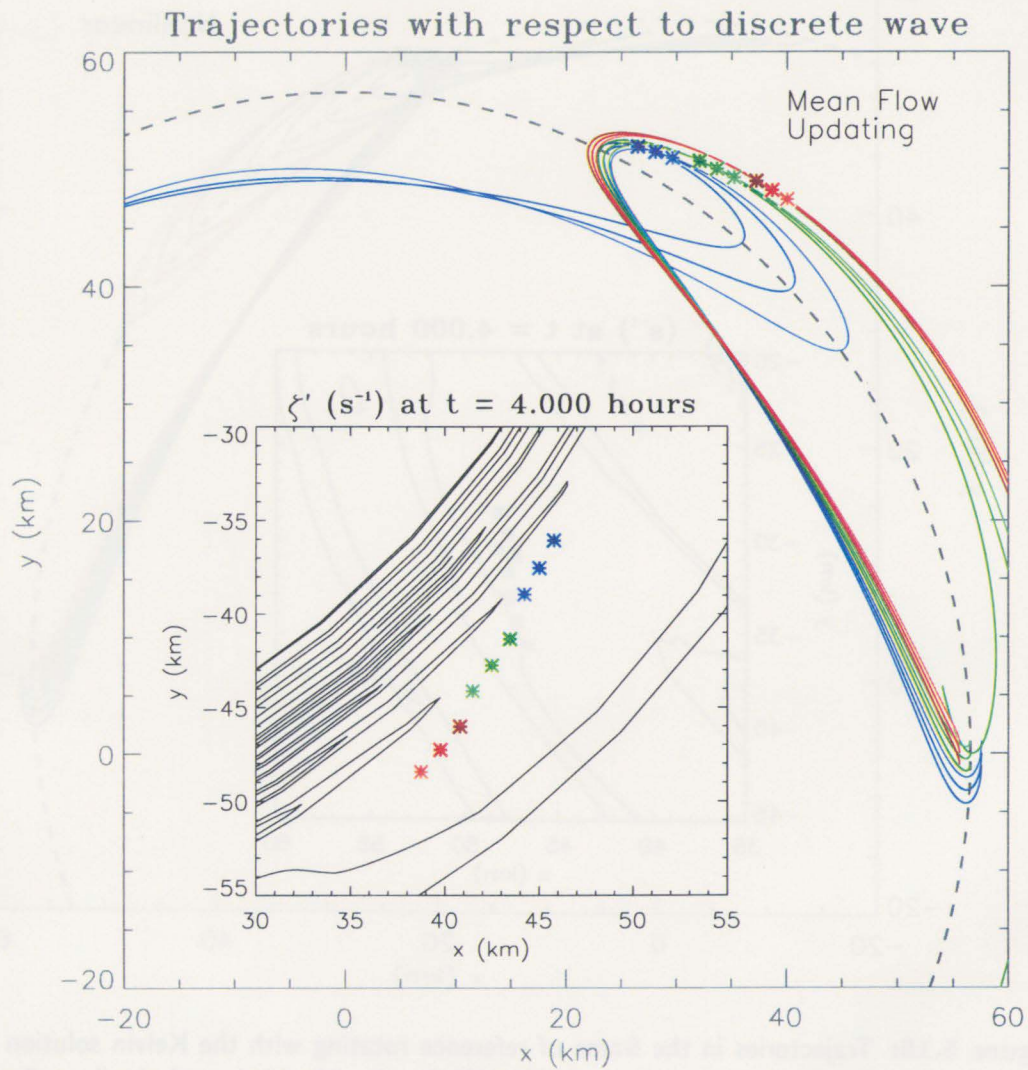 Trajectories with respect to discrete wave
Mean Flow
Updating
60
40
20
0
-20
y (km)
-20
0
20
40
60
x (km)
ζ' (s⁻¹) at t = 4.000 hours
-30
-35
-40
-45
-50
-55
y (km)
30
35
40
45
50
55
x (km)